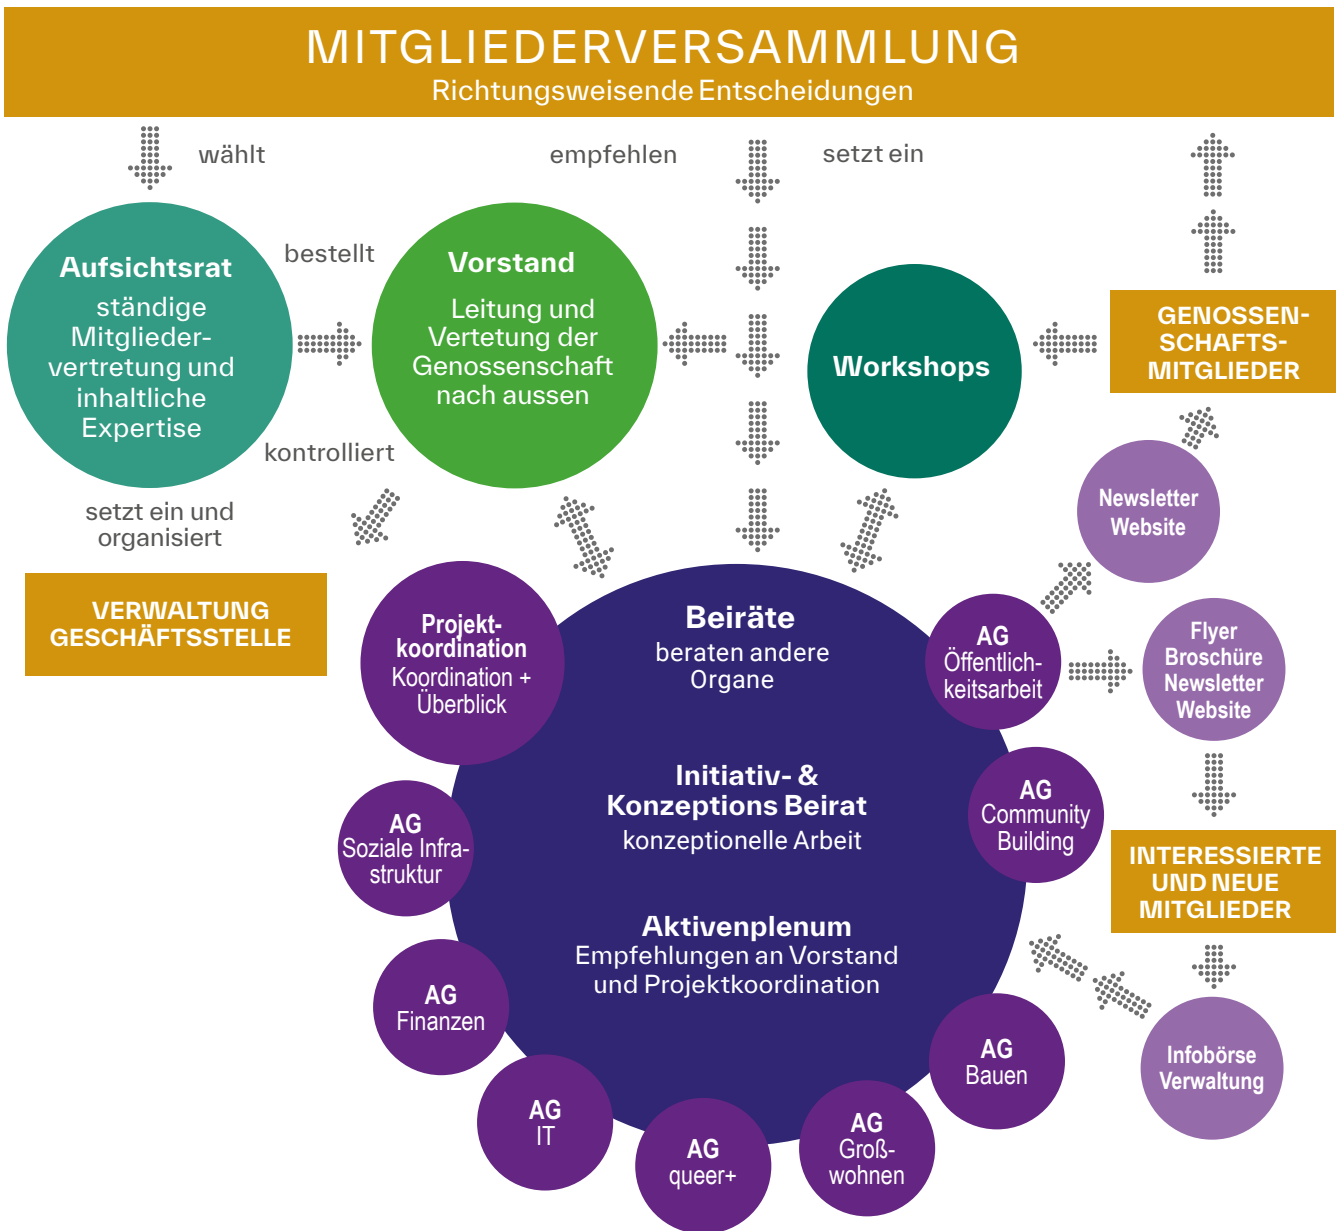 MITGLIEDERVERSAMMLUNG
Richtungsweisende Entscheidungen
wählt
empfehlen
setzt ein
Aufsichtsrat
ständige
Mitglieder-
vertretung und
inhaltliche
Expertise
bestellt
kontrolliert
Vorstand
Leitung und
Vertetung der
Genossenschaft
nach aussen
Workshops
GENOSSEN-
SCHAFTS-
MITGLIEDER
setzt ein und
organisiert
VERWALTUNG
GESCHÄFTSSTELLE
Newsletter
Website
Projekt-
koordination
Koordination +
Überblick
Beiräte
beraten andere
Organe
AG
Öffentlich-
keitsarbeit
Flyer
Broschüre
Newsletter
Website
Initiativ- &
Konzeptions Beirat
konzeptionelle Arbeit
AG
Community
Building
AG
Soziale Infra-
struktur
INTERESSIERTE
UND NEUE
MITGLIEDER
Aktivenplenum
Empfehlungen an Vorstand
und Projektkoordination
AG
Finanzen
AG
Bauen
Infobörse
Verwaltung
AG
IT
AG
queer+
AG
Groß-
wohnen